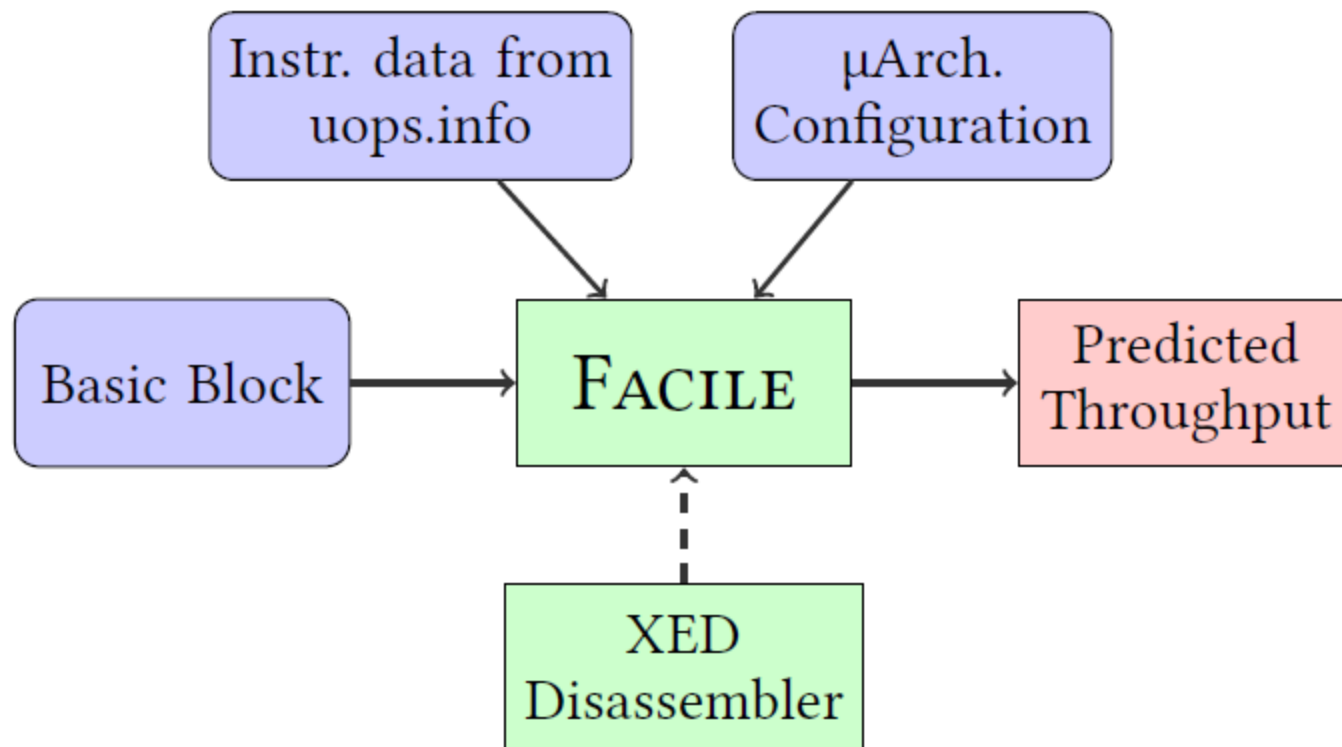 Instr. data from
uops.info
µArch.
Configuration
Basic Block
FACILE
Predicted
Throughput
XED
Disassembler